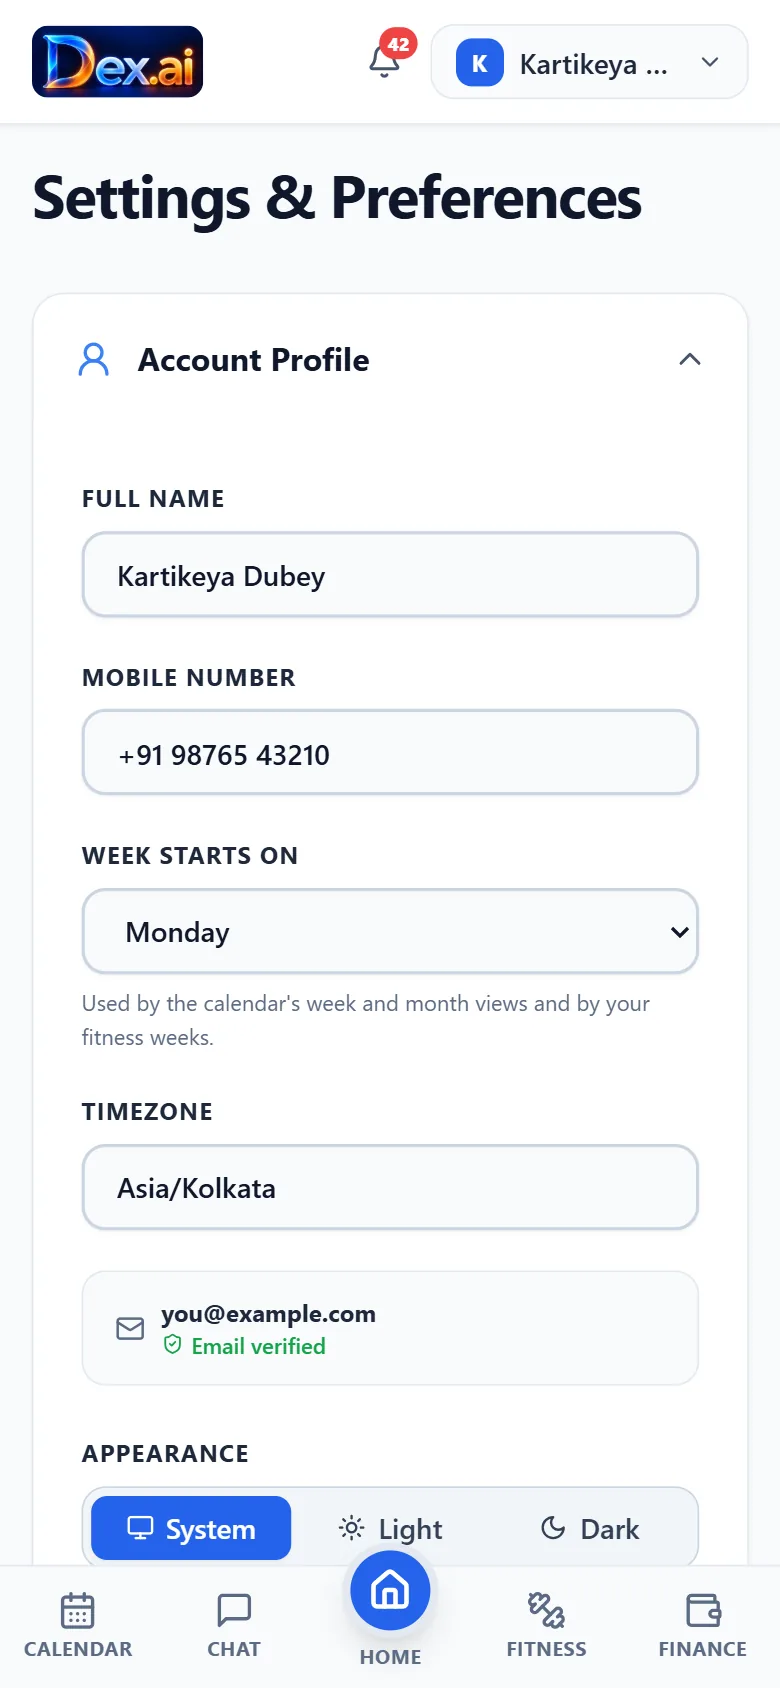 Dex.ai
42
K
Kartikeya ...
Settings & Preferences
Account Profile
FULL NAME
Kartikeya Dubey
MOBILE NUMBER
+91 98765 43210
WEEK STARTS ON
Monday
Used by the calendar's week and month views and by your
fitness weeks.
TIMEZONE
Asia/Kolkata
you@example.com
Email verified
APPEARANCE
System
Light
Dark
CALENDAR
CHAT
HOME
FITNESS
FINANCE